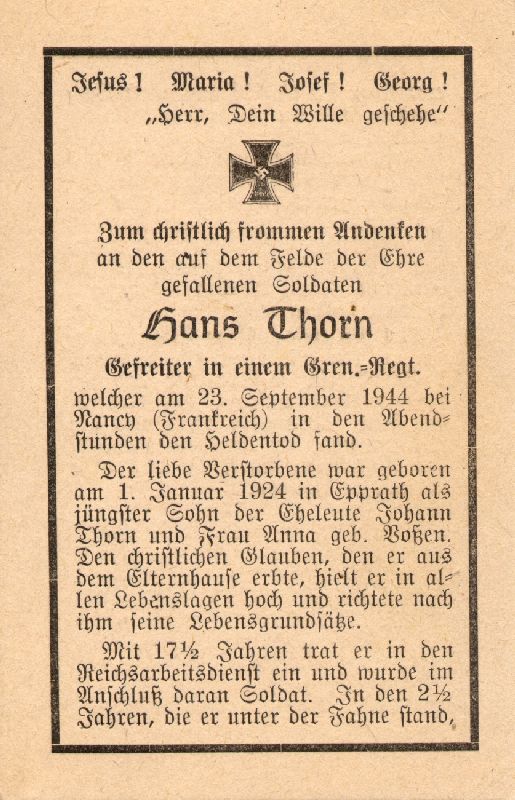 Jesus! Maria! Josef! Georg!
„Herr, Dein Wille geschehe"
Zum christlich frommen Andenken
an den auf dem Felde der Ehre
gefallenen Soldaten
Hans Thorn
Gefreiter in einem Gren.-Regt.
welcher am 23. September 1944 bei
Nancy (Frankreich) in den Abend-
stunden den Heldentod fand.
Der liebe Verstorbene war geboren
am 1. Januar 1924 in Epprath als
jüngster Sohn der Eheleute Johann
Thorn und Frau Anna geb. Voßen.
Den christlichen Glauben, den er aus
dem Elternhause erbte, hielt er in al-
len Lebenslagen hoch und richtete nach
ihm seine Lebensgrundsätze.
Mit 17½ Jahren trat er in den
Reichsarbeitsdienst ein und wurde im
Anschluß daran Soldat. In den 2½
Jahren, die er unter der Fahne stand,